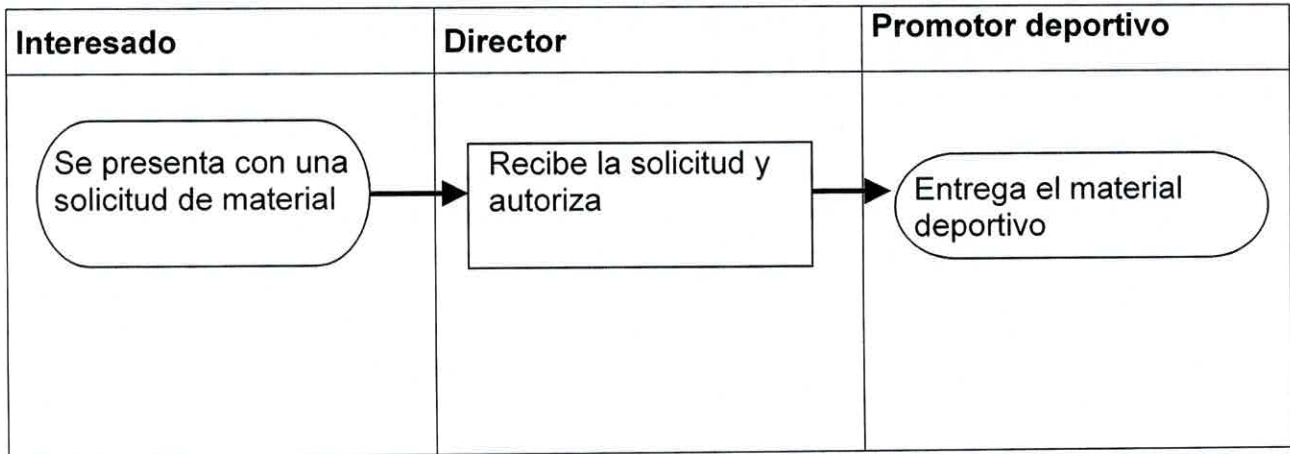 Interesado
Director
Promotor deportivo
Se presenta con una
solicitud de material
Recibe la solicitud y
autoriza
Entrega el material
deportivo